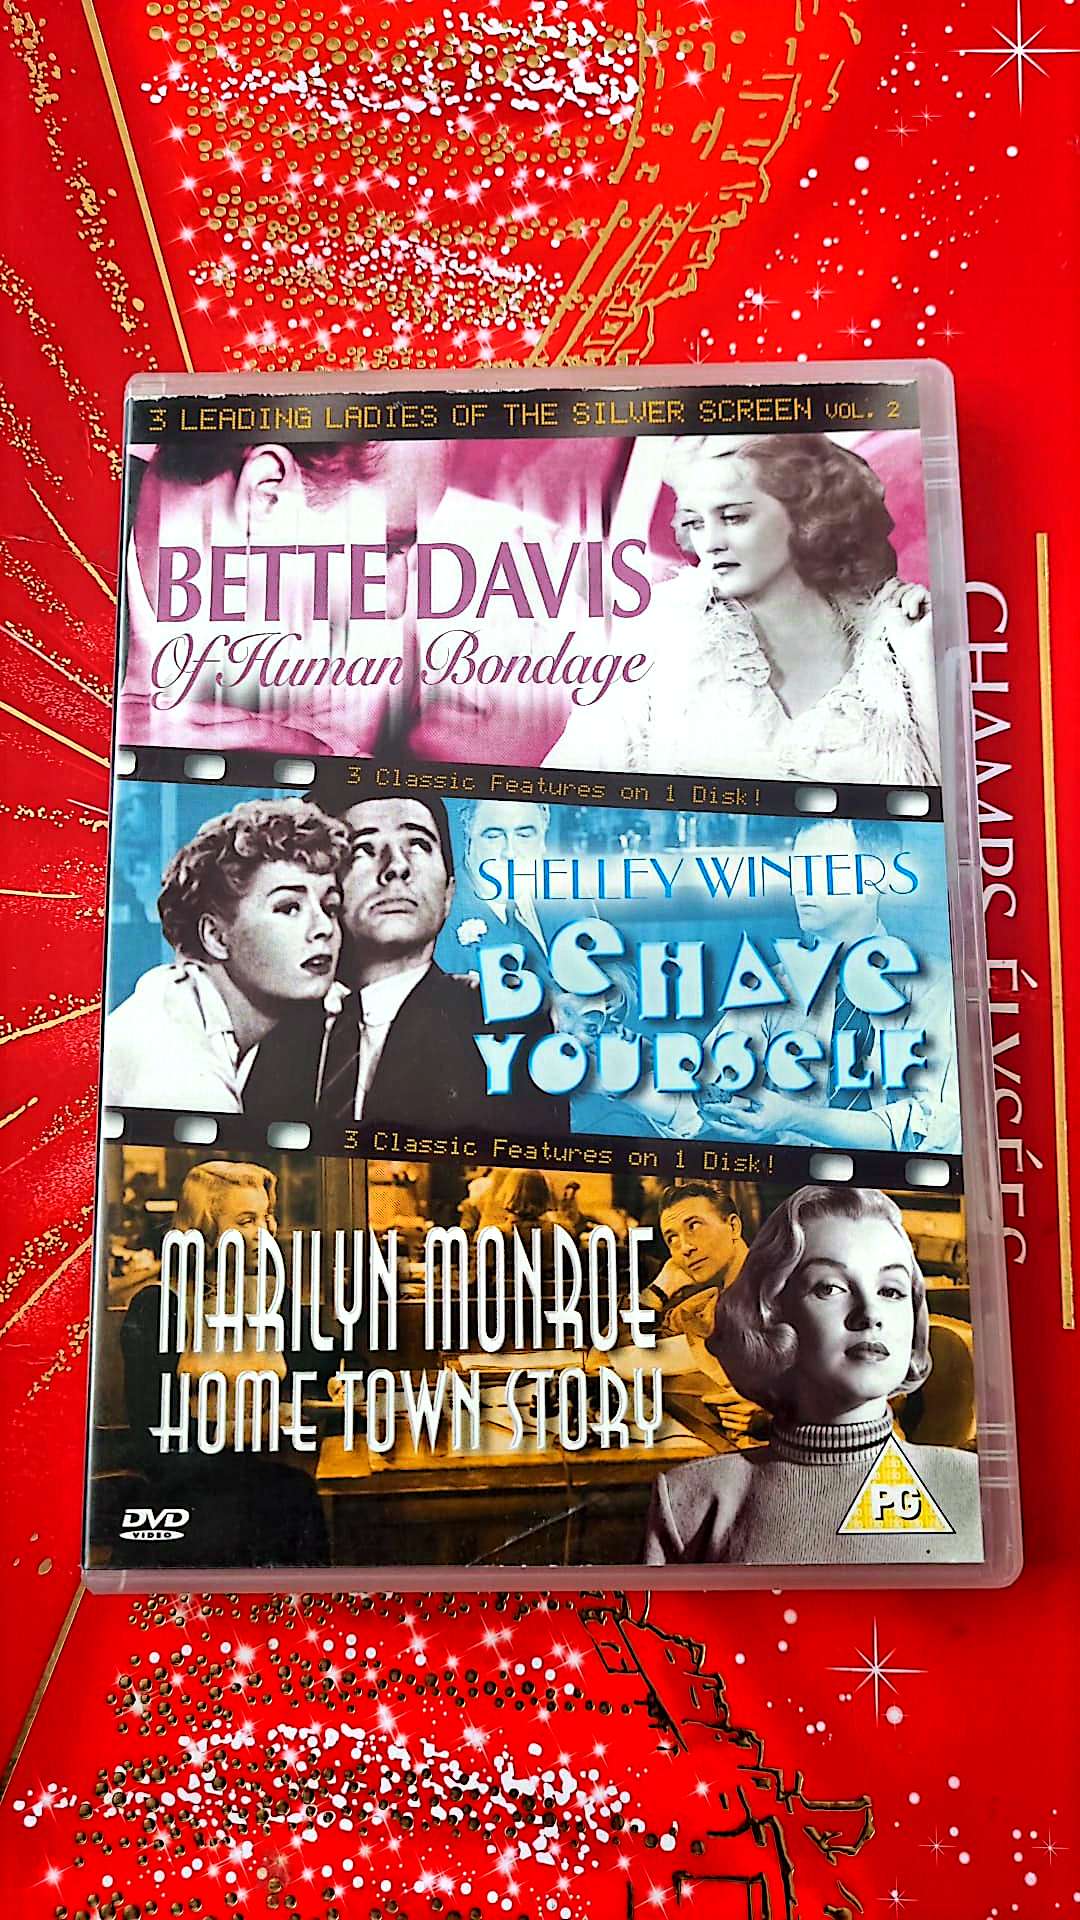 3 LEADING LADIES OF THE SILVER SCREEN VOL. 2
BETTE DAVIS
Of Human Bondage
3 Classic Features on 1 Disk!
SHELLEY WINTERS
BEHAVE
YOURSELF
3 Classic Features on 1 Disk!
MARILYN MONROE
HOME TOWN STORY
DVD
VIDEO
PG
CHAMPS ÉLYSÉES